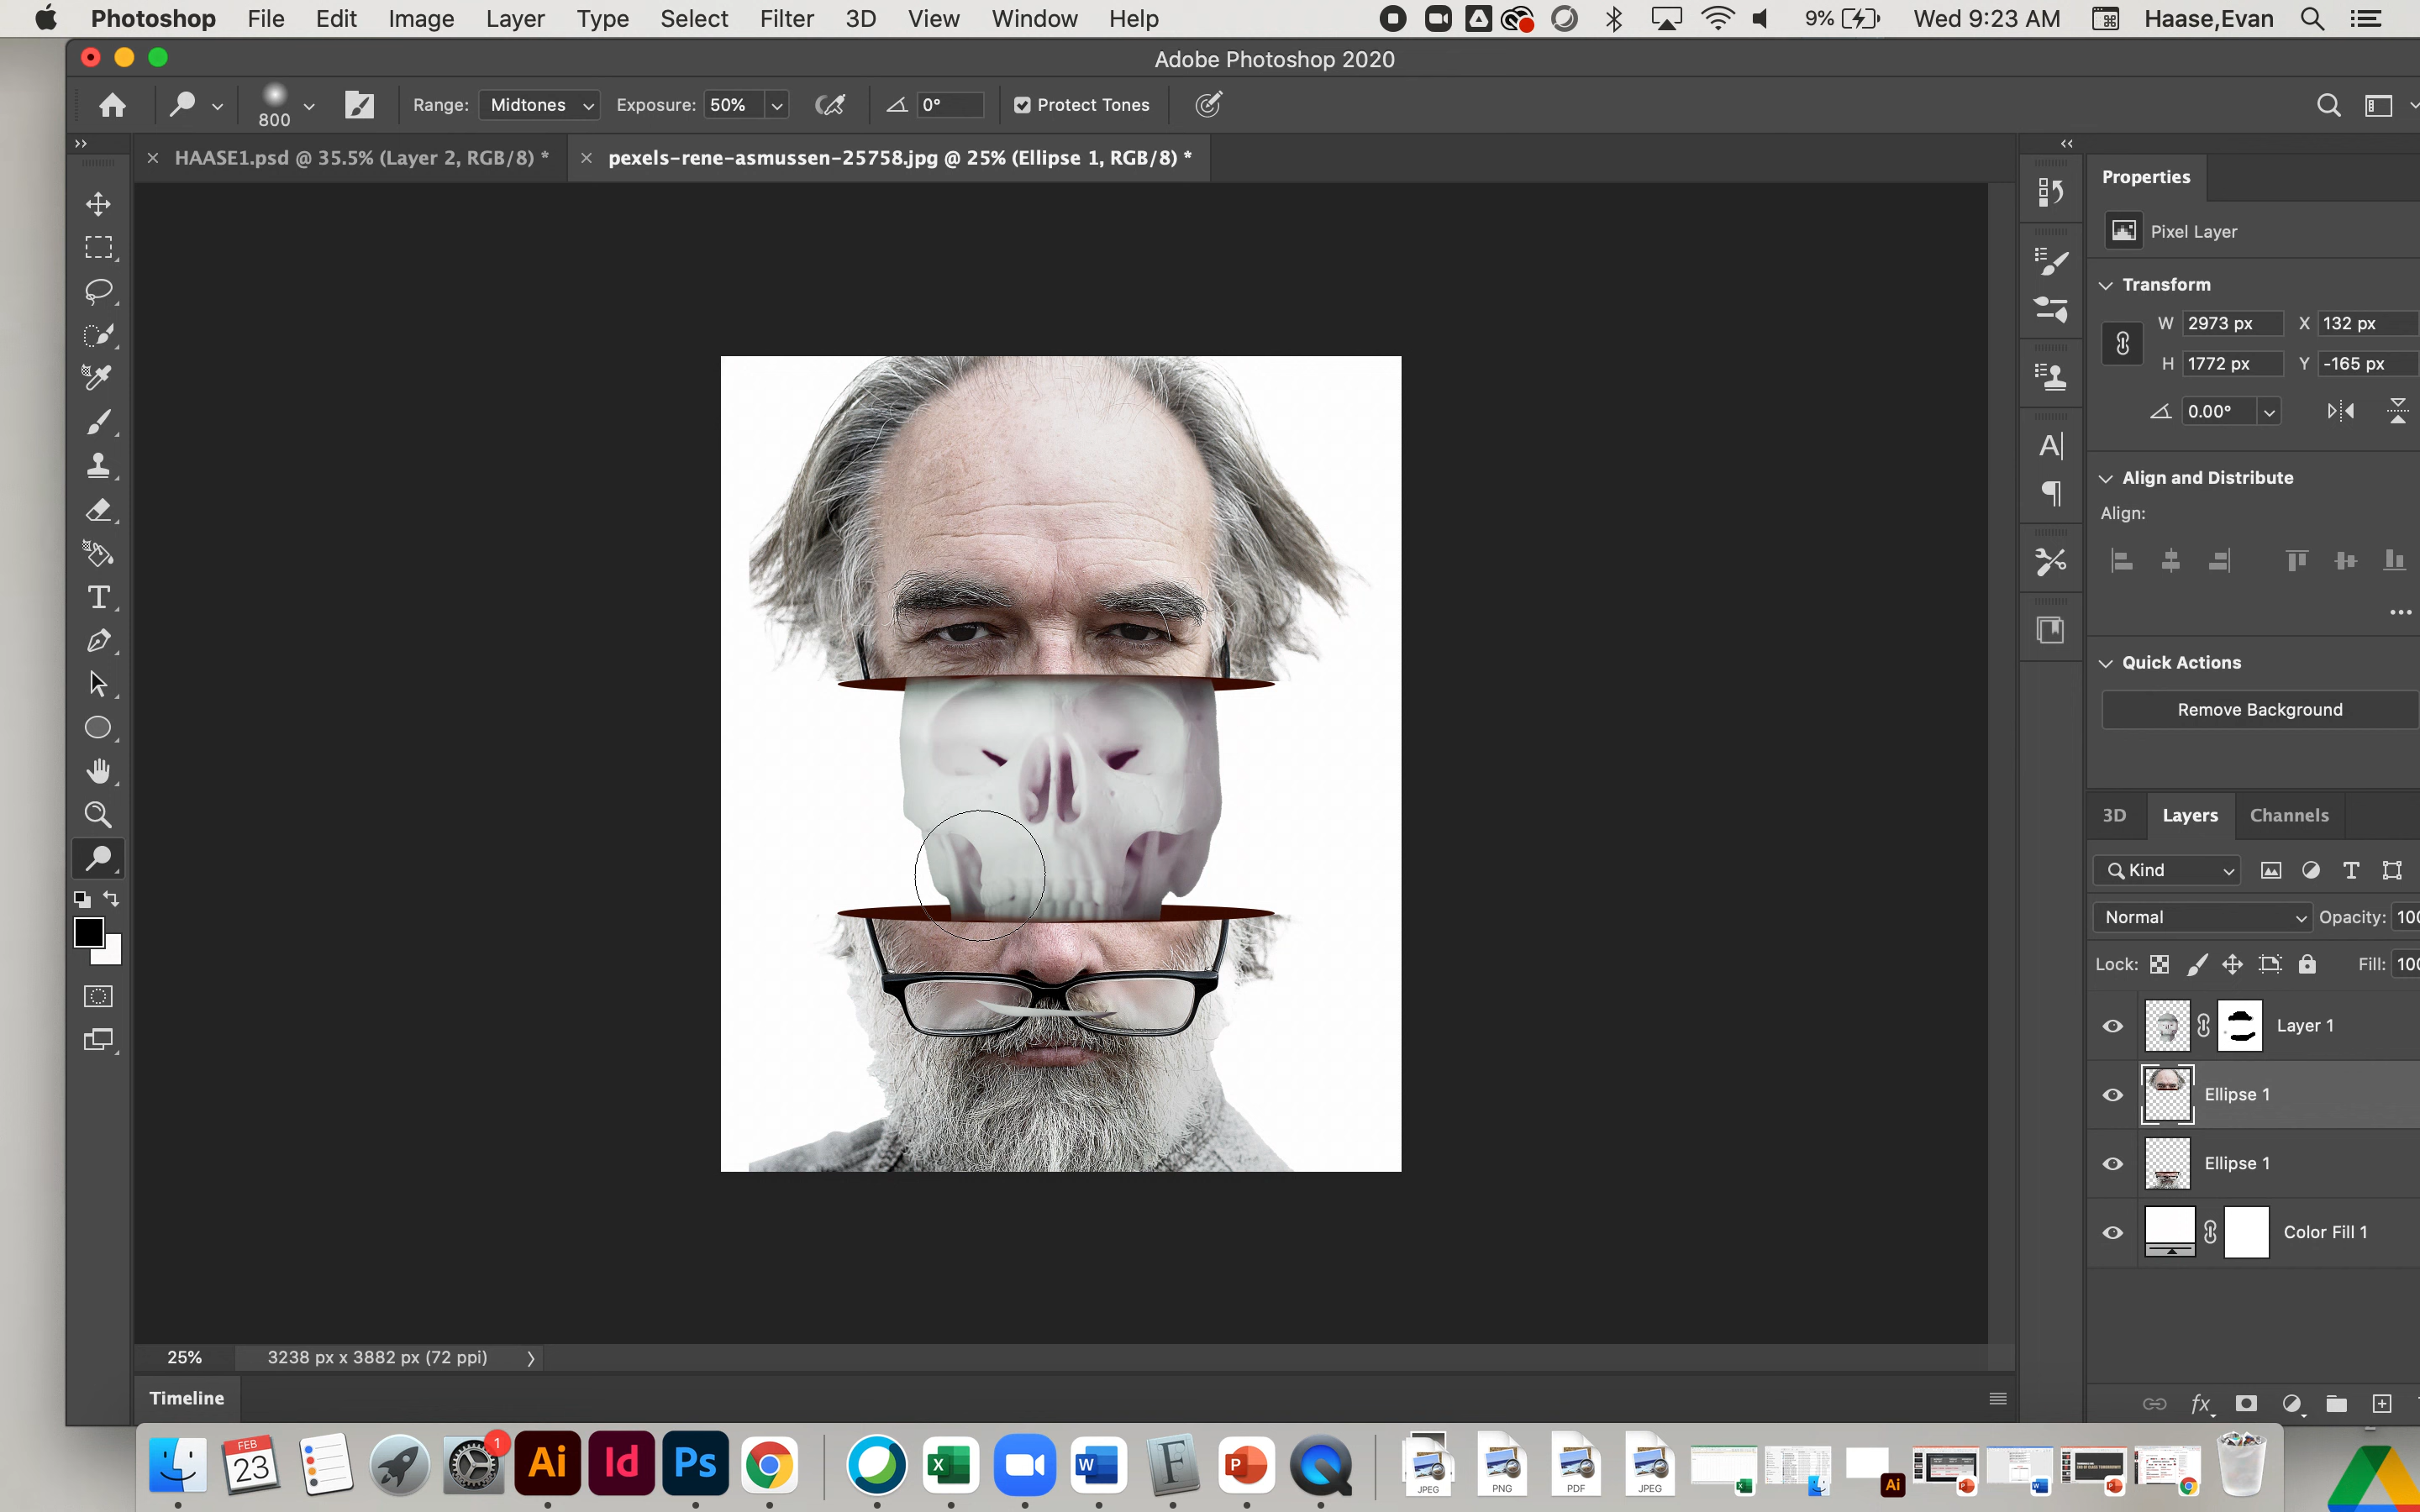 Photoshop File Edit Image Layer Type Select Filter 3D View Window Help 9% Wed 9:23 AM Haase,Evan
Adobe Photoshop 2020
800 Range: Midtones Exposure: 50% 0° Protect Tones
HAASE1.psd @ 35.5% (Layer 2, RGB/8) * pexels-rene-asmussen-25758.jpg @ 25% (Ellipse 1, RGB/8) *
Properties
Pixel Layer
Transform
W 2973 px X 132 px
H 1772 px Y -165 px
0.00°
Align and Distribute
Align:
Quick Actions
Remove Background
3D Layers Channels
Kind
Normal Opacity: 100
Lock: Fill: 100
Layer 1
Ellipse 1
Ellipse 1
Color Fill 1
fx
25% 3238 px x 3882 px (72 ppi)
Timeline
FEB
23
1
Ai Id Ps X W F P
JPEG PNG PDF JPEG Ai